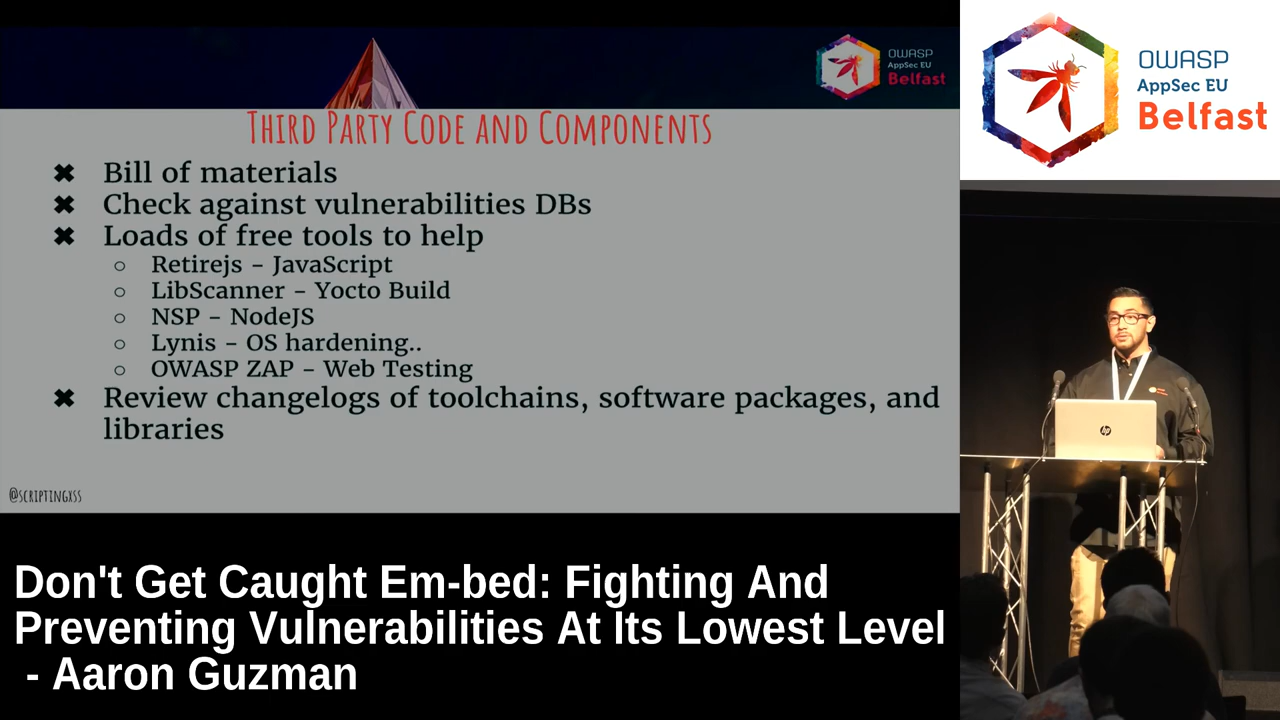 OWASP
AppSec EU
Belfast
THIRD PARTY CODE AND COMPONENTS
✖ Bill of materials
✖ Check against vulnerabilities DBs
✖ Loads of free tools to help
○ Retirejs - JavaScript
○ LibScanner - Yocto Build
○ NSP - NodeJS
○ Lynis - OS hardening..
○ OWASP ZAP - Web Testing
✖ Review changelogs of toolchains, software packages, and
libraries
@SCRIPTINGXSS
OWASP
AppSec EU
Belfast
hp
Don't Get Caught Em-bed: Fighting And
Preventing Vulnerabilities At Its Lowest Level
- Aaron Guzman